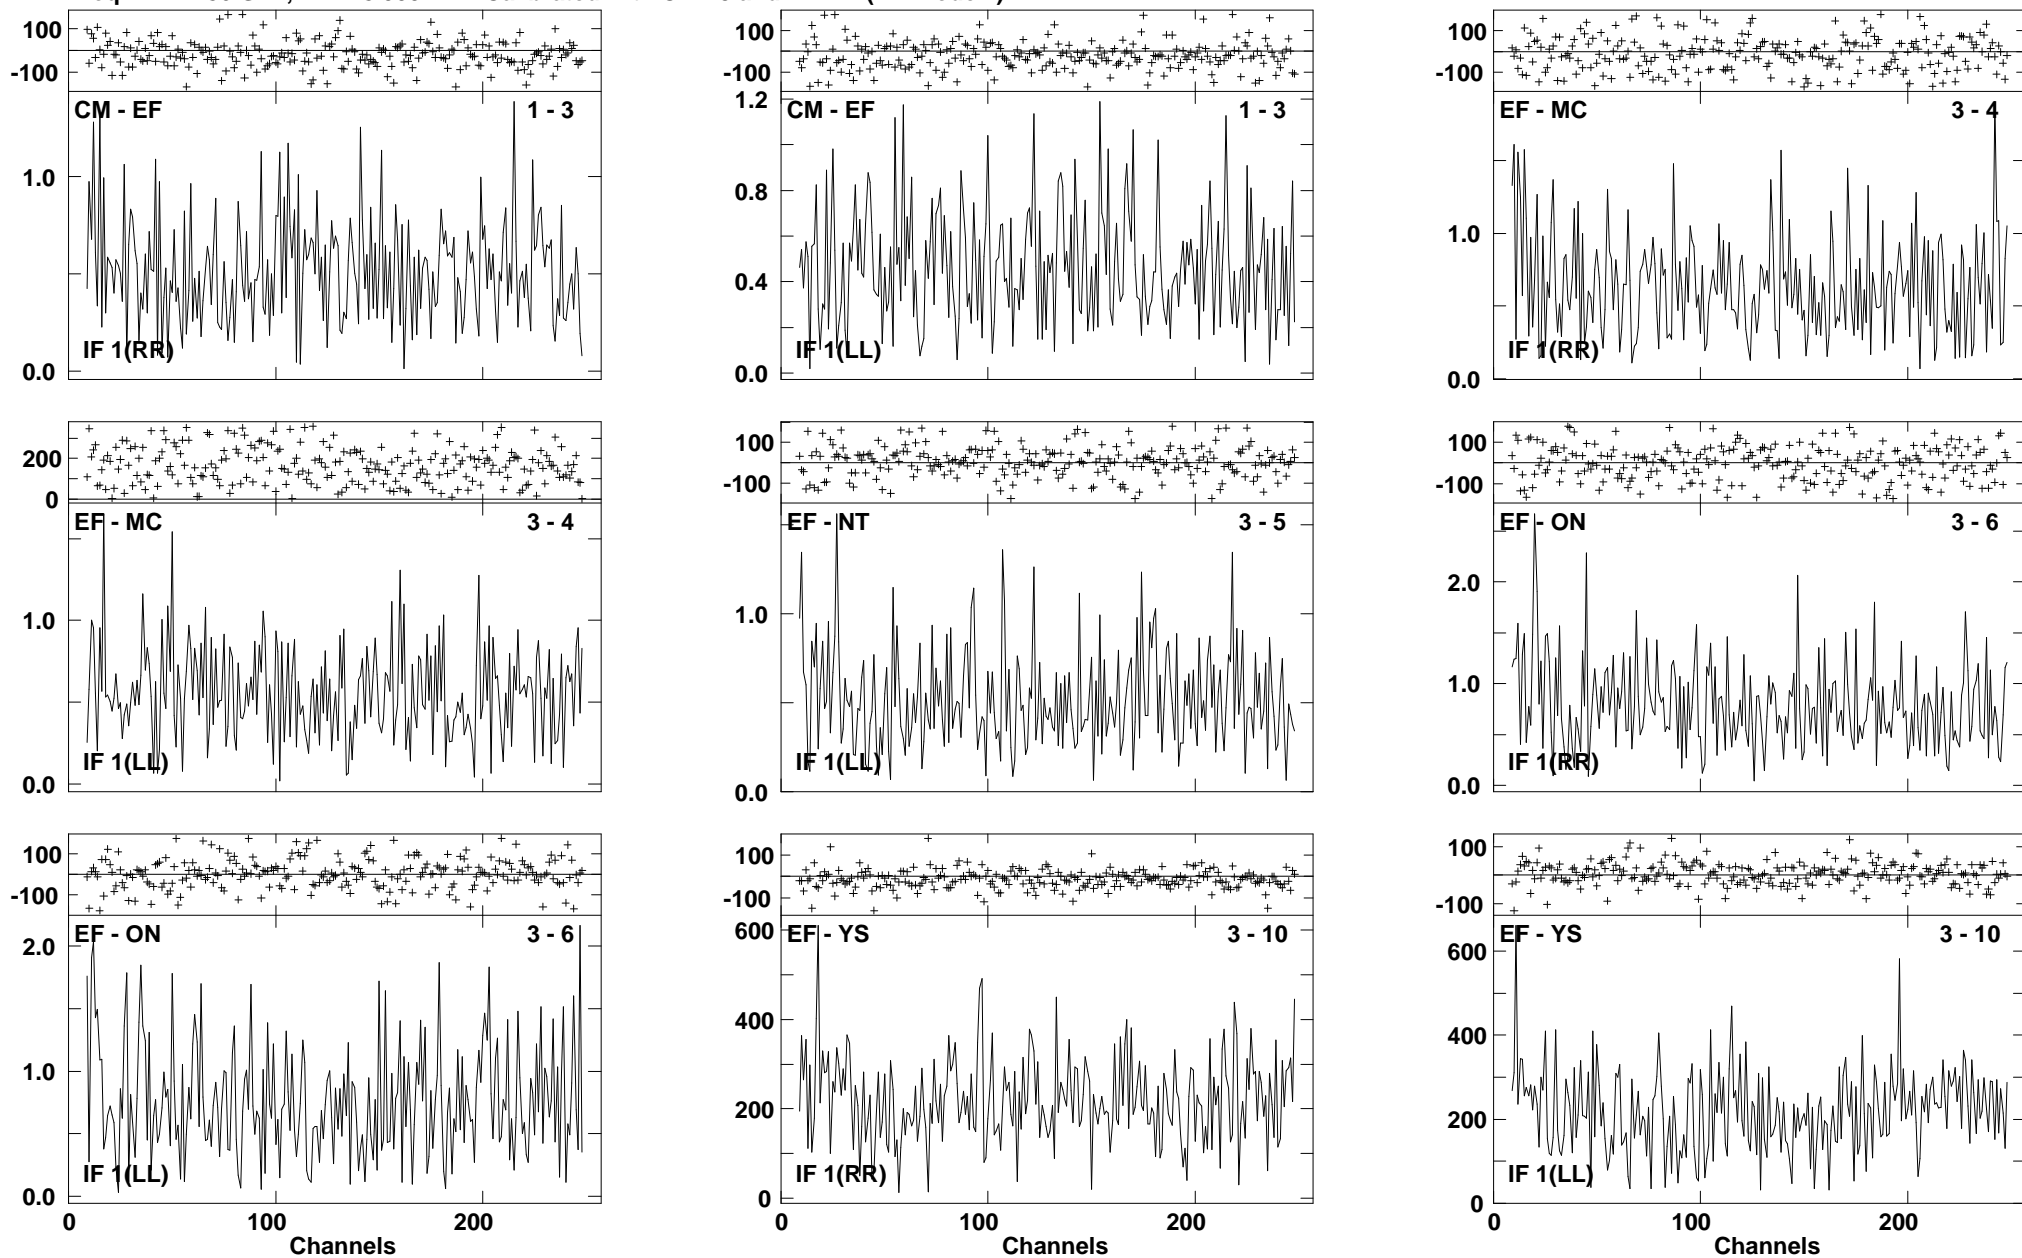 100 100 100
-100 -100 -100
CM - EF 1 - 3
1.0
0.0
IF 1(RR)
1.2
CM - EF 1 - 3
0.8
0.4
0.0
IF 1(LL)
EF - MC 3 - 4
1.0
0.0
IF 1(RR)
200
0
EF - MC 3 - 4
1.0
0.0
IF 1(LL)
100
-100
EF - NT 3 - 5
1.0
0.0
IF 1(LL)
100
-100
EF - ON 3 - 6
2.0
1.0
0.0
IF 1(RR)
100
-100
EF - ON 3 - 6
2.0
1.0
0.0
IF 1(LL)
0 100 200
Channels
100
-100
600
EF - YS 3 - 10
400
200
0
IF 1(RR)
0 100 200
Channels
100
-100
EF - YS 3 - 10
600
400
200
0
IF 1(LL)
0 100 200
Channels